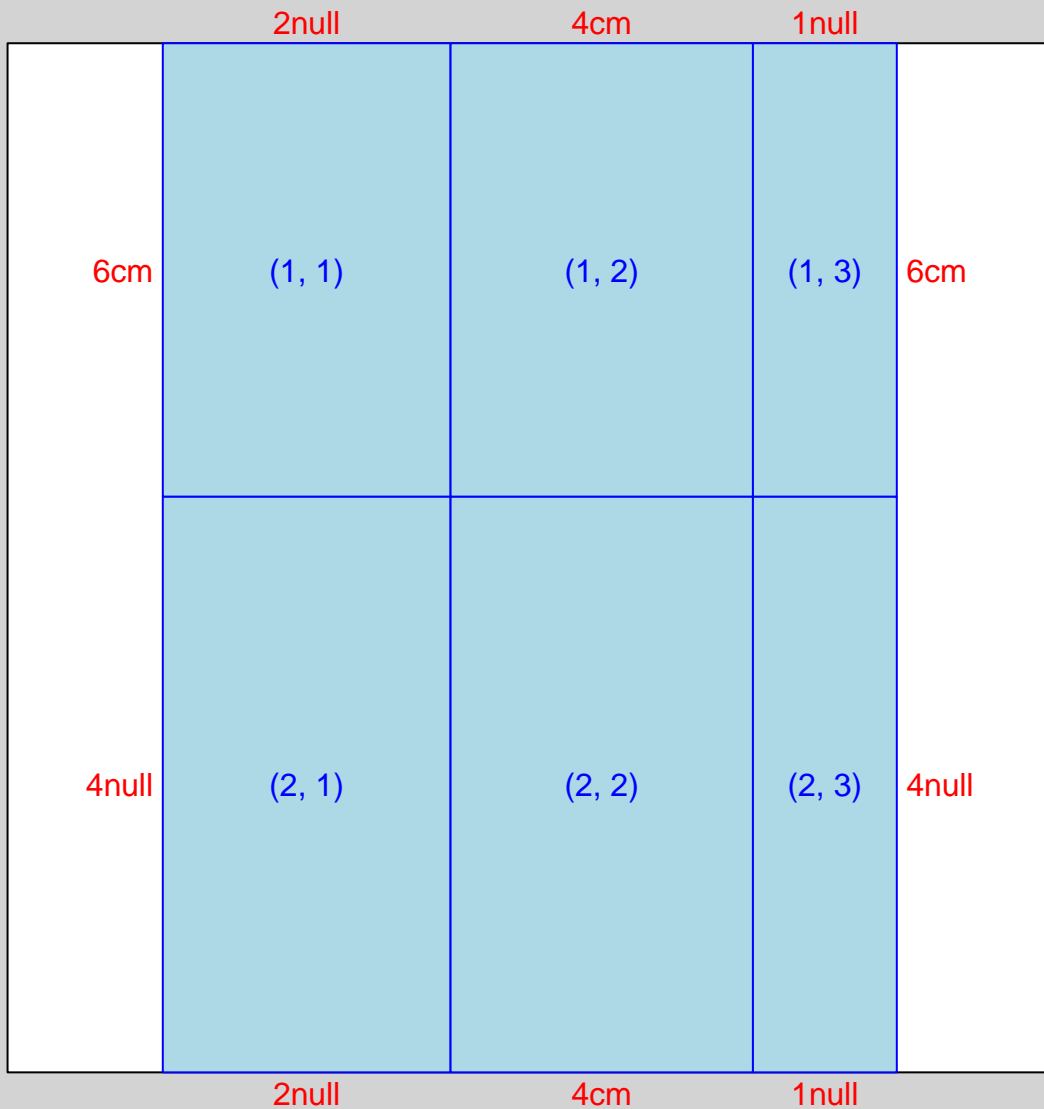 2null 4cm 1null
6cm (1, 1) (1, 2) (1, 3) 6cm
4null (2, 1) (2, 2) (2, 3) 4null
2null 4cm 1null